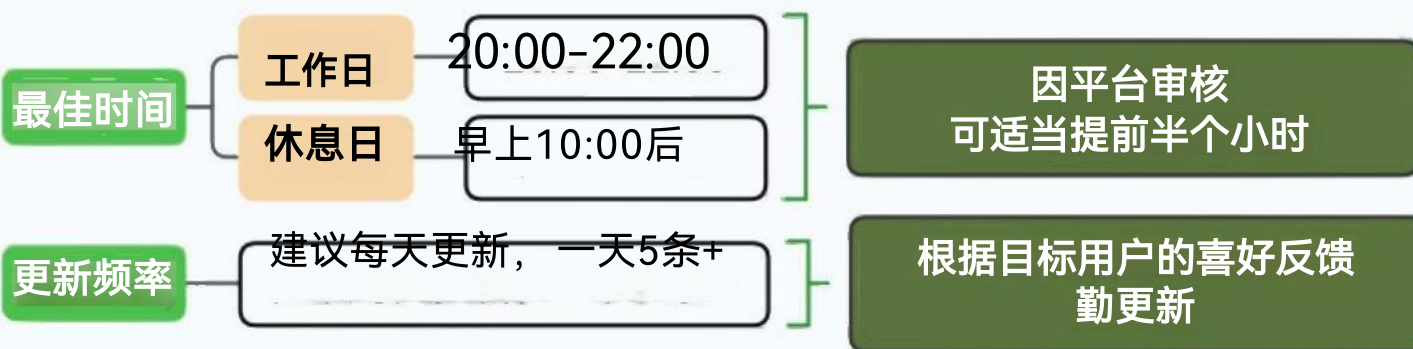 最佳时间
工作日
20:00-22:00
休息日
早上10:00后
因平台审核
可适当提前半个小时
更新频率
建议每天更新，一天5条+
根据目标用户的喜好反馈
勤更新